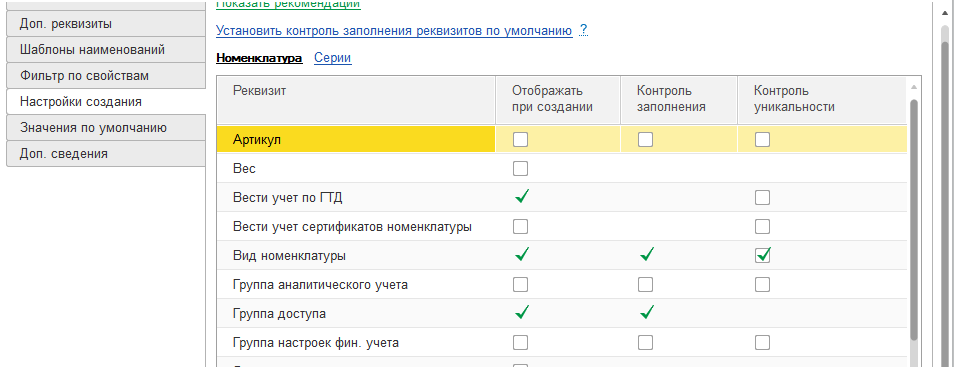 Показать рекомендации
Доп. реквизиты
Шаблоны наименований
Фильтр по свойствам
Настройки создания
Значения по умолчанию
Доп. сведения
Установить контроль заполнения реквизитов по умолчанию ?
Номенклатура Серии
Реквизит
Отображать
при создании
Контроль
заполнения
Контроль
уникальности
Артикул
Вес
Вести учет по ГТД
Вести учет сертификатов номенклатуры
Вид номенклатуры
Группа аналитического учета
Группа доступа
Группа настроек фин. учета